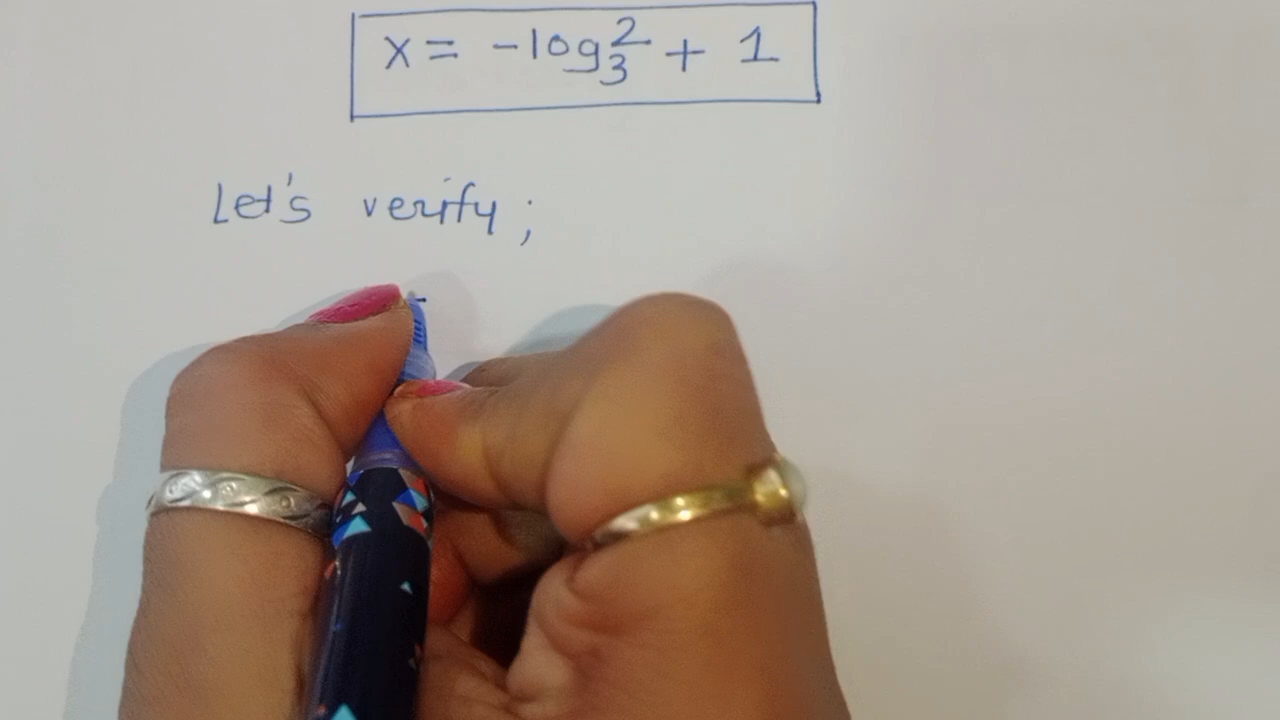 x = -log₃² + 1
Let's verify;